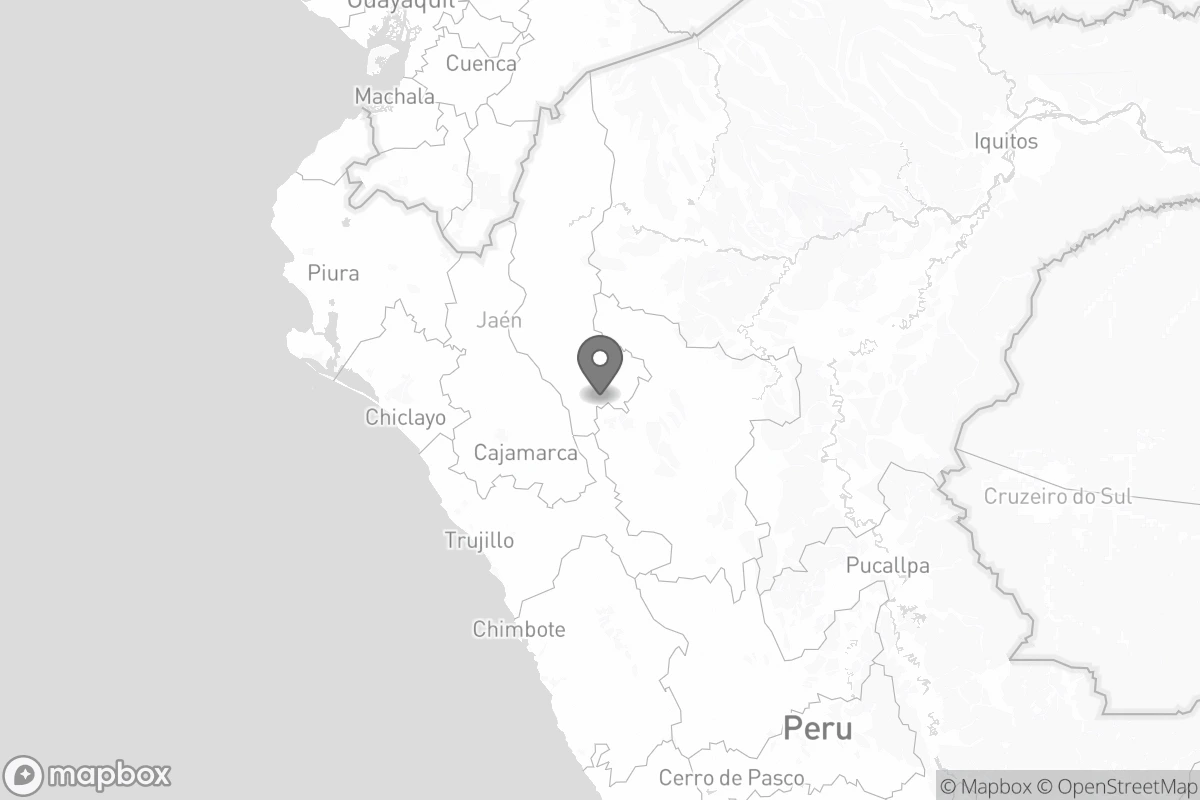 Guayaquil
Cuenca
Machala
Iquitos
Piura
Jaén
Chiclayo
Cajamarca
Cruzeiro do Sul
Trujillo
Pucallpa
Chimbote
Peru
Cerro de Pasco
mapbox
© Mapbox © OpenStreetMap